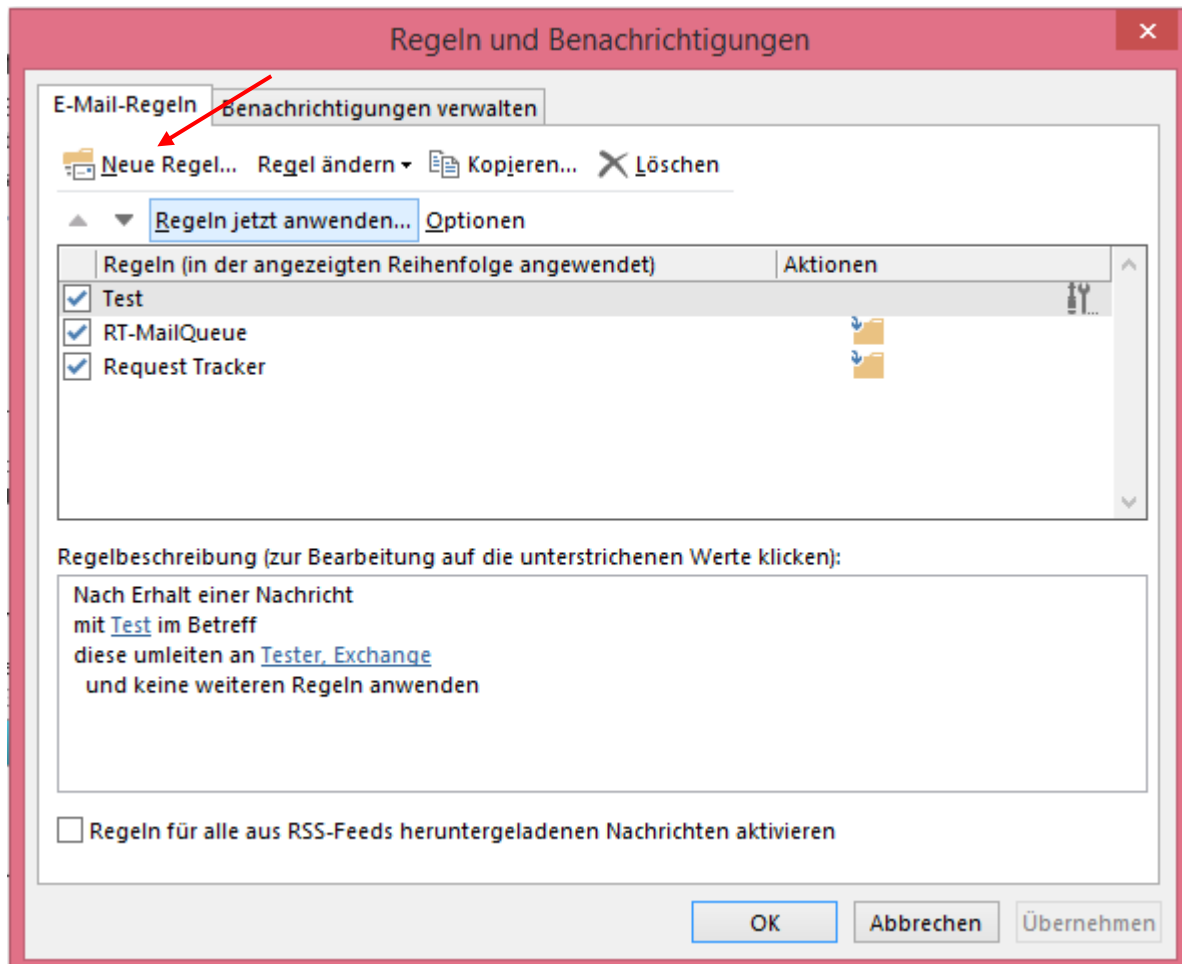 Regeln und Benachrichtigungen
E-Mail-Regeln Benachrichtigungen verwalten
Neue Regel... Regel ändern Kopieren... Löschen
Regeln jetzt anwenden... Optionen
Regeln (in der angezeigten Reihenfolge angewendet) Aktionen
Test
RT-MailQueue
Request Tracker
Regelbeschreibung (zur Bearbeitung auf die unterstrichenen Werte klicken):
Nach Erhalt einer Nachricht
mit Test im Betreff
diese umleiten an Tester, Exchange
und keine weiteren Regeln anwenden
Regeln für alle aus RSS-Feeds heruntergeladenen Nachrichten aktivieren
OK Abbrechen Übernehmen